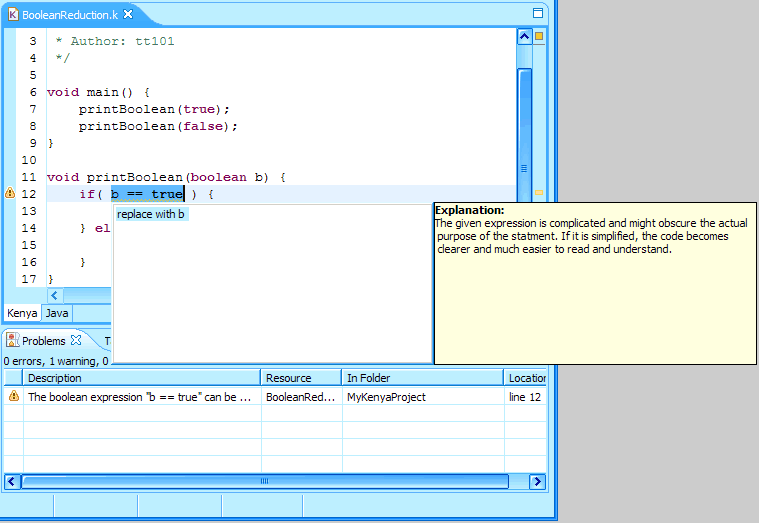 BooleanReduction.k
3 * Author: tt101
4 */
5
6 void main() {
7 printBoolean(true);
8 printBoolean(false);
9 }
10
11 void printBoolean(boolean b) {
12 if( b == true ) {
13
14 } el
15
16 }
17 }
replace with b
Explanation:
The given expression is complicated and might obscure the actual
purpose of the statment. If it is simplified, the code becomes
clearer and much easier to read and understand.
Kenya Java
Problems T
0 errors, 1 warning, 0
Description Resource In Folder Location
The boolean expression "b == true" can be ... BooleanRed... MyKenyaProject line 12